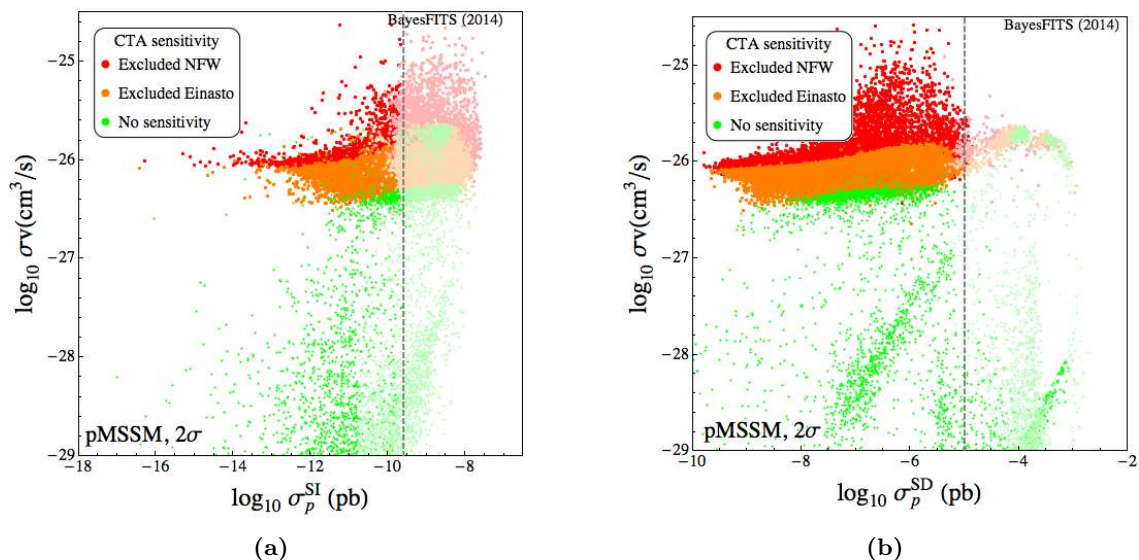 BayesFITS (2014)
CTA sensitivity
Excluded NFW
Excluded Einasto
No sensitivity
pMSSM, 2σ
log₁₀ σv(cm³/s)
−25
−26
−27
−28
−29
−18
−16
−14
−12
−10
−8
log₁₀ σₚ^SI (pb)
(a)
BayesFITS (2014)
CTA sensitivity
Excluded NFW
Excluded Einasto
No sensitivity
pMSSM, 2σ
log₁₀ σv(cm³/s)
−25
−26
−27
−28
−29
−10
−8
−6
−4
−2
log₁₀ σₚ^SD (pb)
(b)